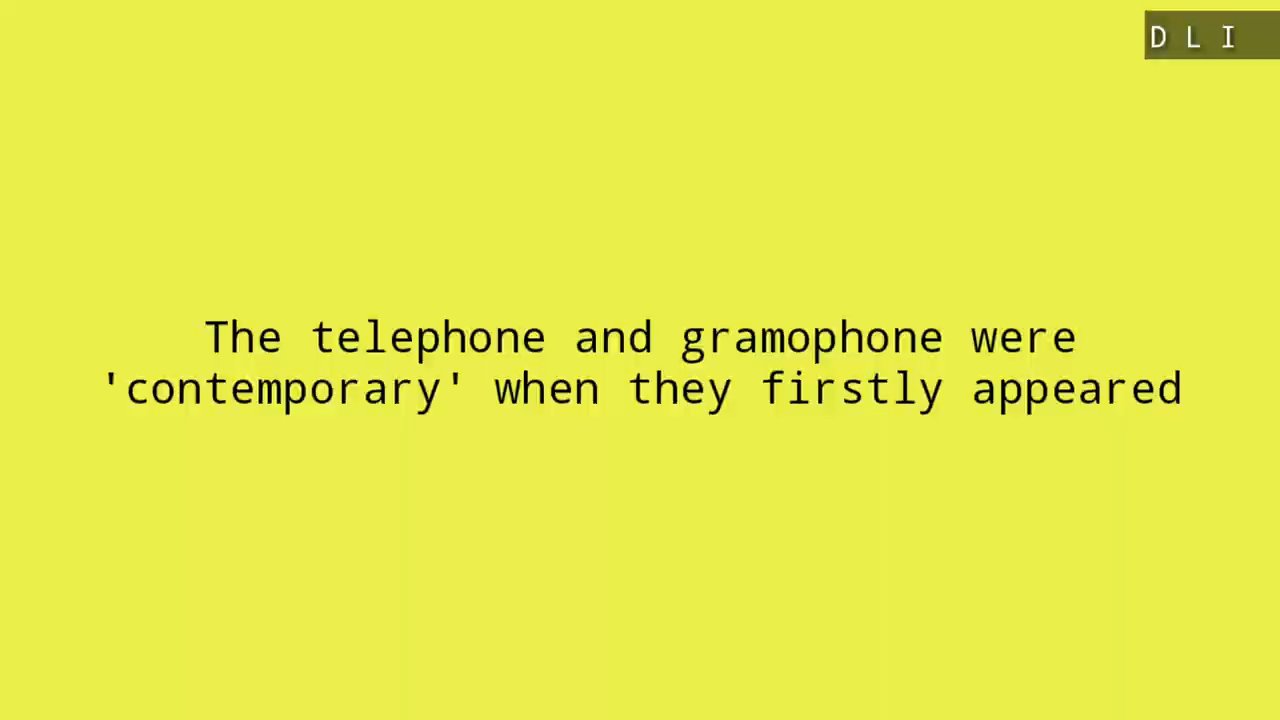 D L I
The telephone and gramophone were
'contemporary' when they firstly appeared